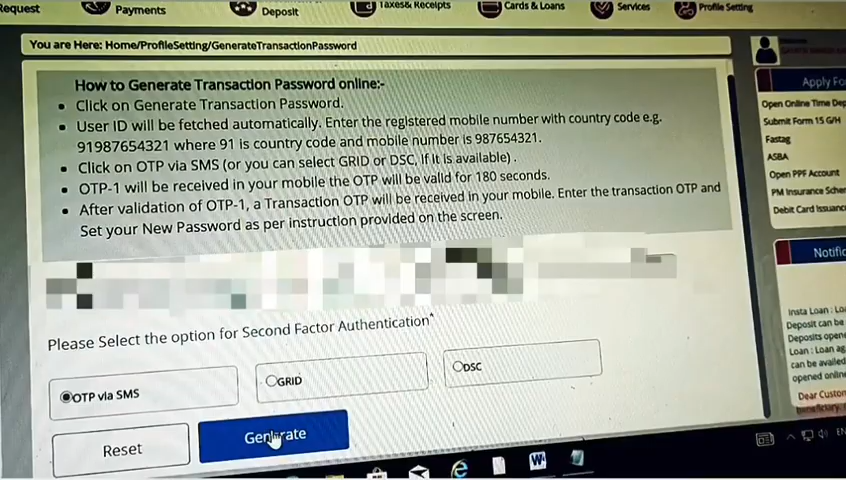 Request
Payments
Deposit
Taxes& Receipts
Cards & Loans
Services
Profile Setting
You are Here: Home/ProfileSetting/GenerateTransactionPassword
How to Generate Transaction Password online:-
Click on Generate Transaction Password.
User ID will be fetched automatically. Enter the registered mobile number with country code e.g.
91987654321 where 91 is country code and mobile number is 987654321.
Click on OTP via SMS (or you can select GRID or DSC, if it is available) .
OTP-1 will be received in your mobile the OTP will be valid for 180 seconds.
After validation of OTP-1, a Transaction OTP will be received in your mobile. Enter the transaction OTP and
Set your New Password as per instruction provided on the screen.
Please Select the option for Second Factor Authentication*
OTP via SMS
GRID
DSC
Reset
Generate
Apply Fo
Open Online Time Dep
Submit Form 15 G/H
Fastag
ASBA
Open PPF Account
PM Insurance Schem
Debit Card Issuance
Notific
Insta Loan : Loa
Deposit can be
Deposits opene
Loan : Loan ag
can be availed
opened online
Dear Custom
beneficiary,
EN